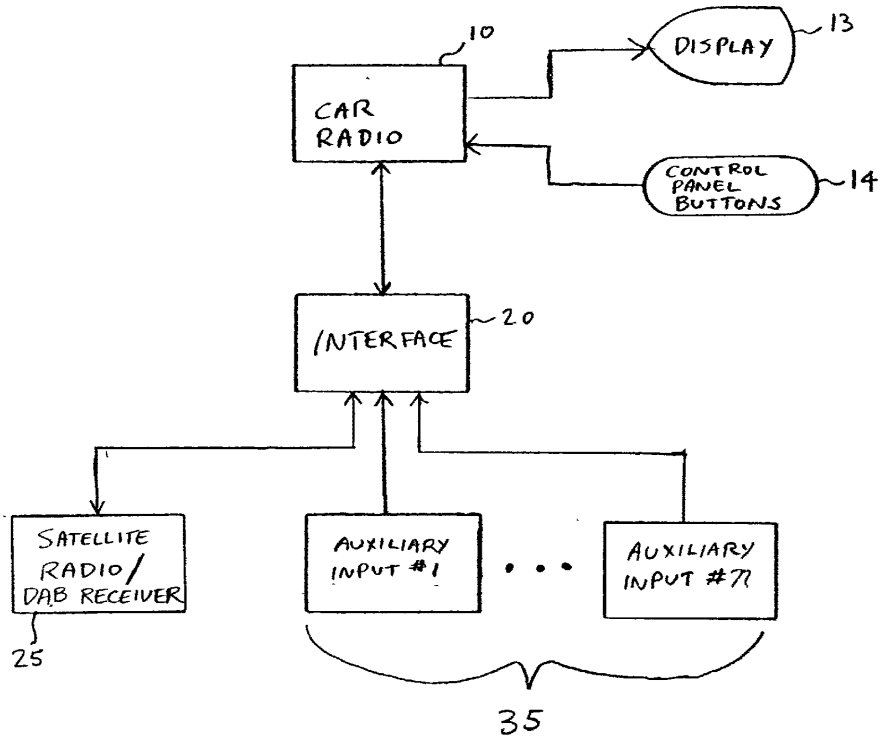 10
CAR
RADIO
DISPLAY
13
CONTROL
PANEL
BUTTONS
14
INTERFACE
20
SATELLITE
RADIO/
DAB RECEIVER
25
AUXILIARY
INPUT #1
• • •
AUXILIARY
INPUT #n
35